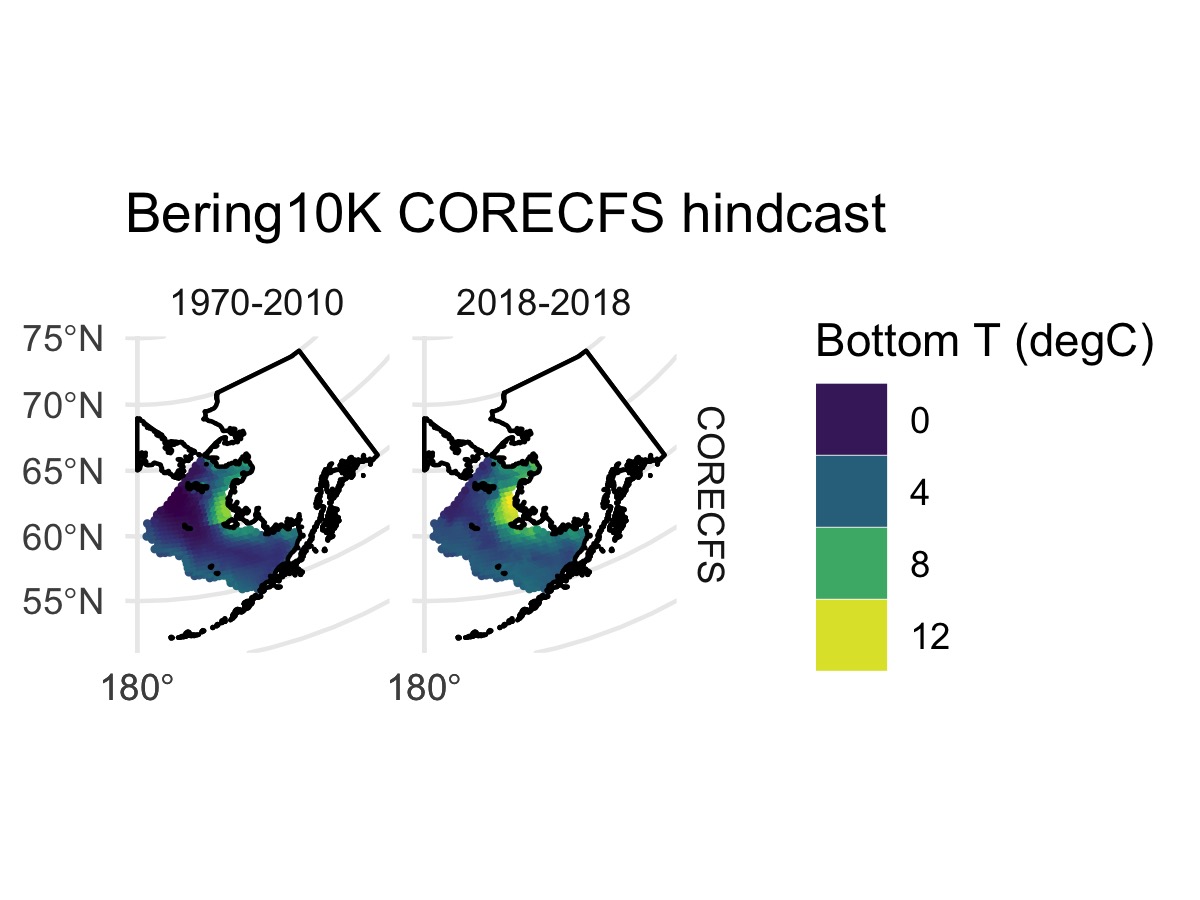 Bering10K CORECFS hindcast
1970-2010
2018-2018
75°N
70°N
65°N
60°N
55°N
180°
180°
CORECFS
Bottom T (degC)
0
4
8
12